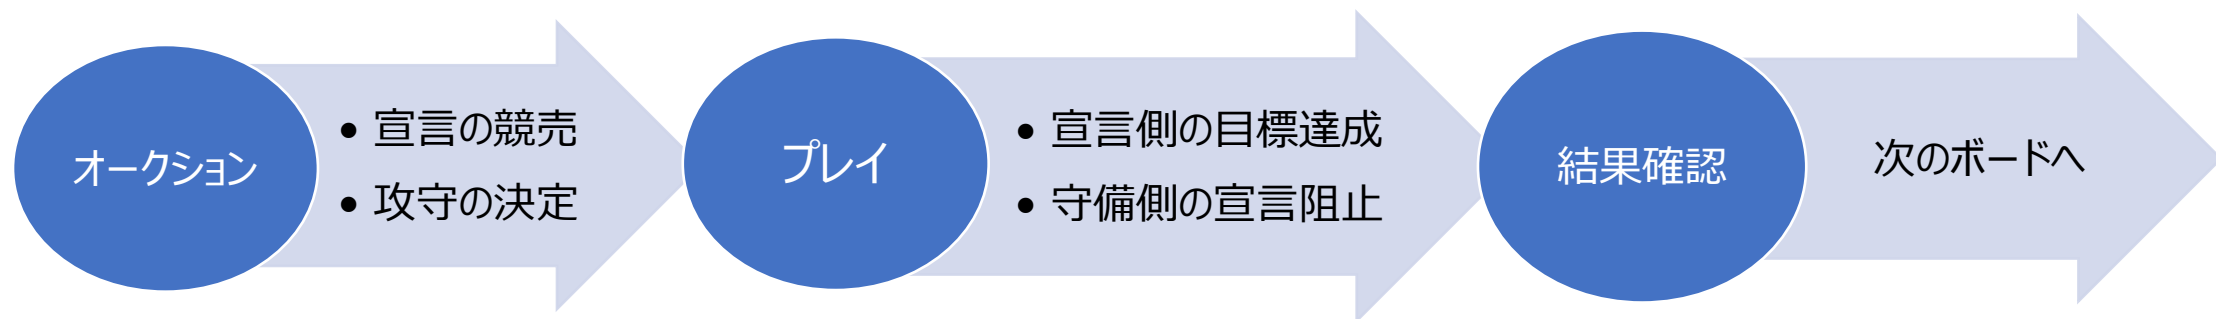 オークション
• 宣言の競売
• 攻守の決定
プレイ
• 宣言側の目標達成
• 守備側の宣言阻止
結果確認
次のボードへ